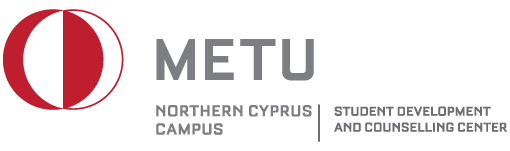 METU
NORTHERN CYPRUS
CAMPUS
STUDENT DEVELOPMENT
AND COUNSELLING CENTER